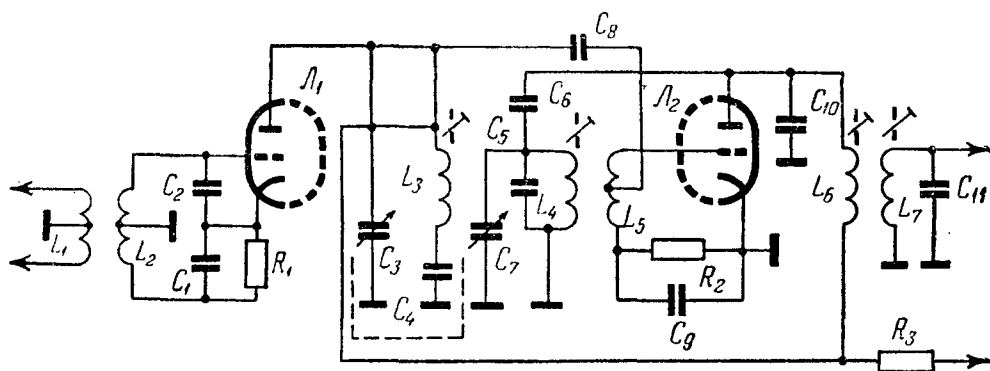 L₁
L₂
C₂
C₁
R₁
Л₁
C₃
L₃
C₄
C₈
C₆
C₅
C₇
L₄
Л₂
L₅
R₂
C₉
C₁₀
L₆
L₇
C₁₁
R₃